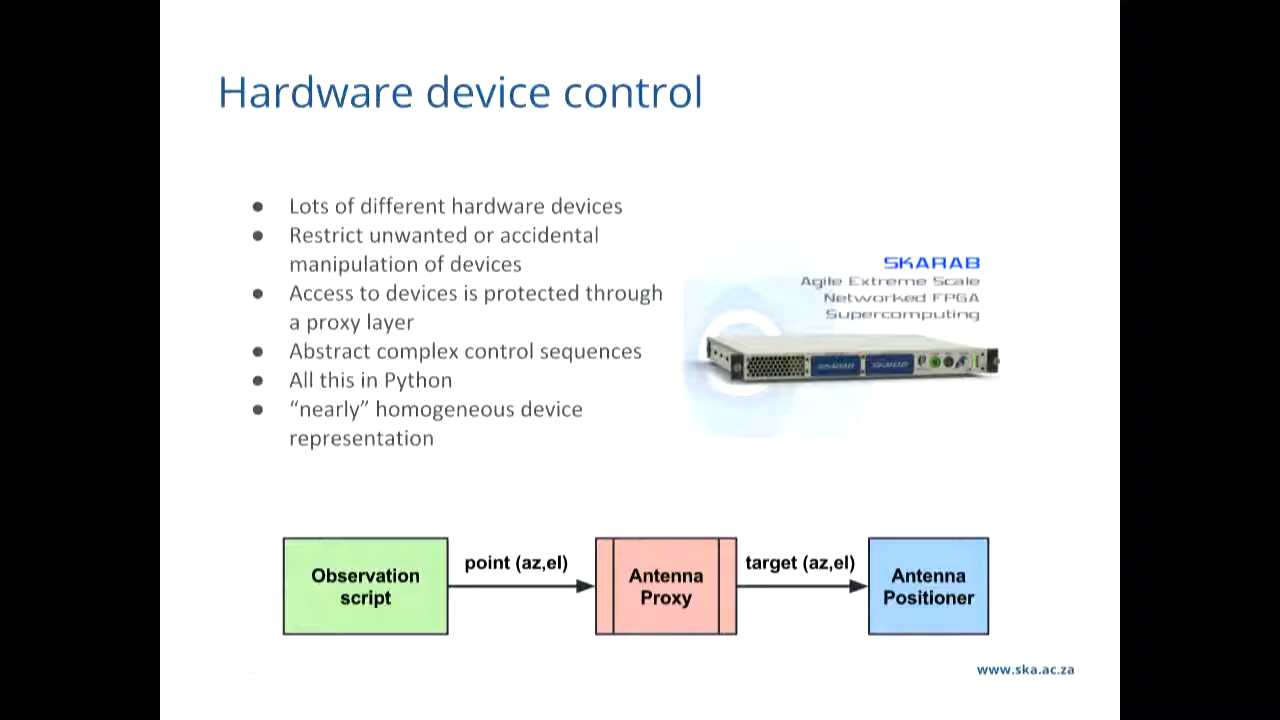 Hardware device control
● Lots of different hardware devices
● Restrict unwanted or accidental
manipulation of devices
● Access to devices is protected through
a proxy layer
● Abstract complex control sequences
● All this in Python
● “nearly” homogeneous device
representation
SKARAB
Agile Extreme Scale
Networked FPGA
Supercomputing
SKARAB SKARAB
Observation
script
point (az,el)
Antenna
Proxy
target (az,el)
Antenna
Positioner
www.ska.ac.za